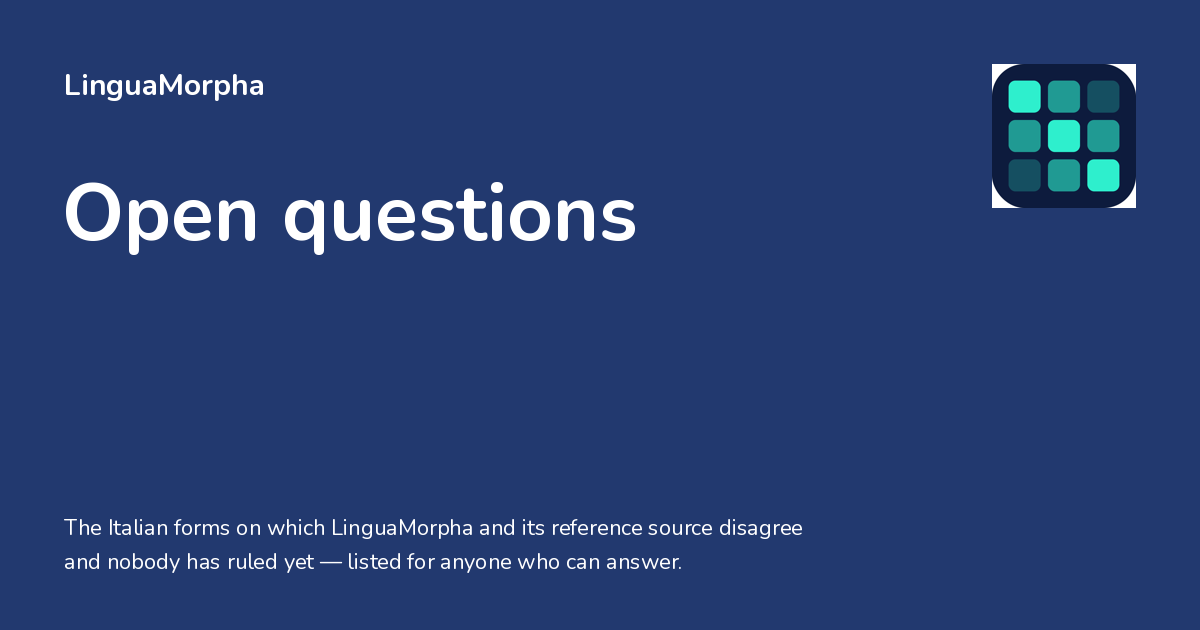 LinguaMorpha
Open questions
The Italian forms on which LinguaMorpha and its reference source disagree
and nobody has ruled yet — listed for anyone who can answer.